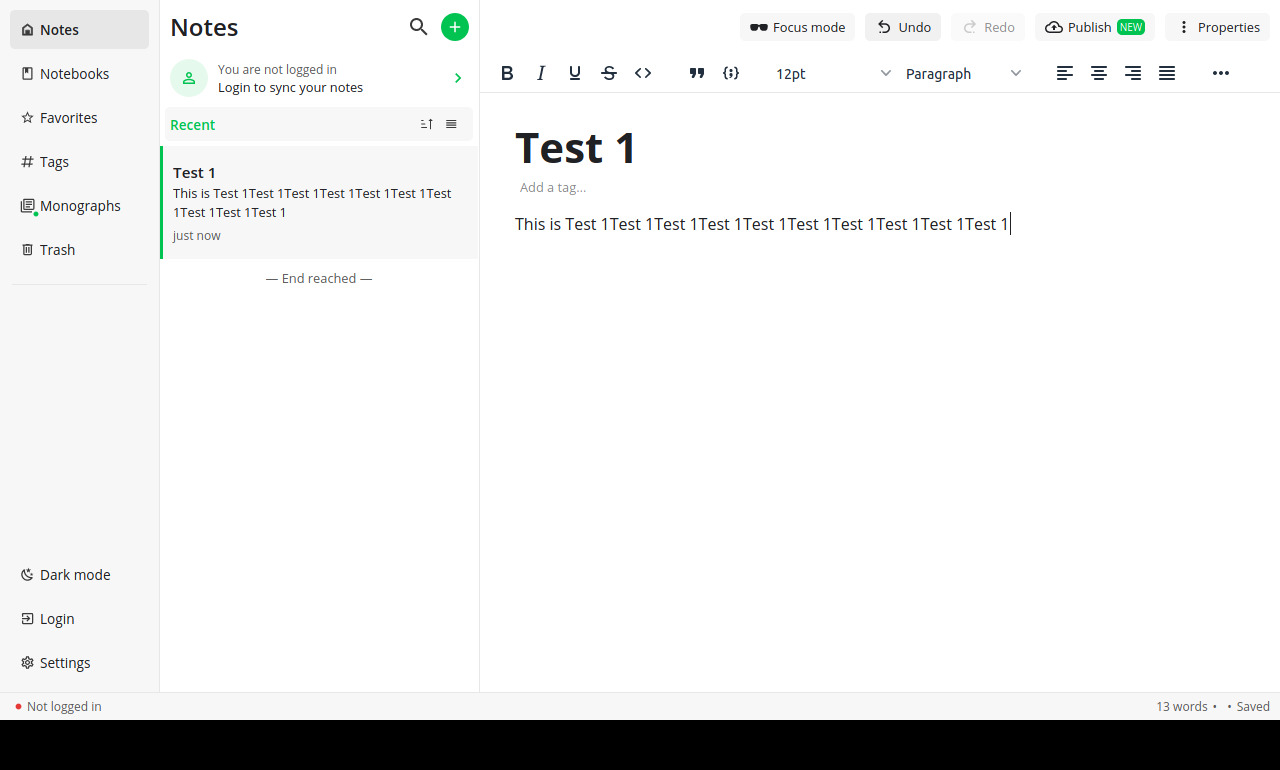 Notes
Notebooks
Favorites
Tags
Monographs
Trash
Dark mode
Login
Settings
Not logged in
Notes
You are not logged in
Login to sync your notes
Recent
Test 1
This is Test 1Test 1Test 1Test 1Test 1Test 1Test
1Test 1Test 1Test 1
just now
— End reached —
Focus mode
Undo
Redo
Publish NEW
Properties
B I U S <> 12pt Paragraph
Test 1
Add a tag...
This is Test 1Test 1Test 1Test 1Test 1Test 1Test 1Test 1Test 1Test 1
13 words • • Saved